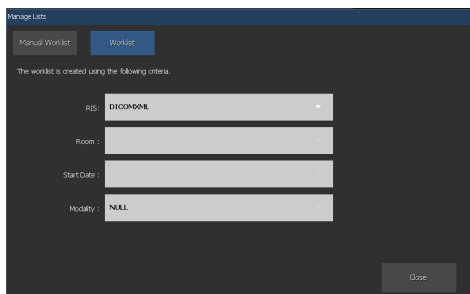 Manage Lists
Manual Worklist
Worklist
The worklist is created using the following criteria.
RIS: DICOMXML
Room :
Start Date :
Modality : NULL
Close